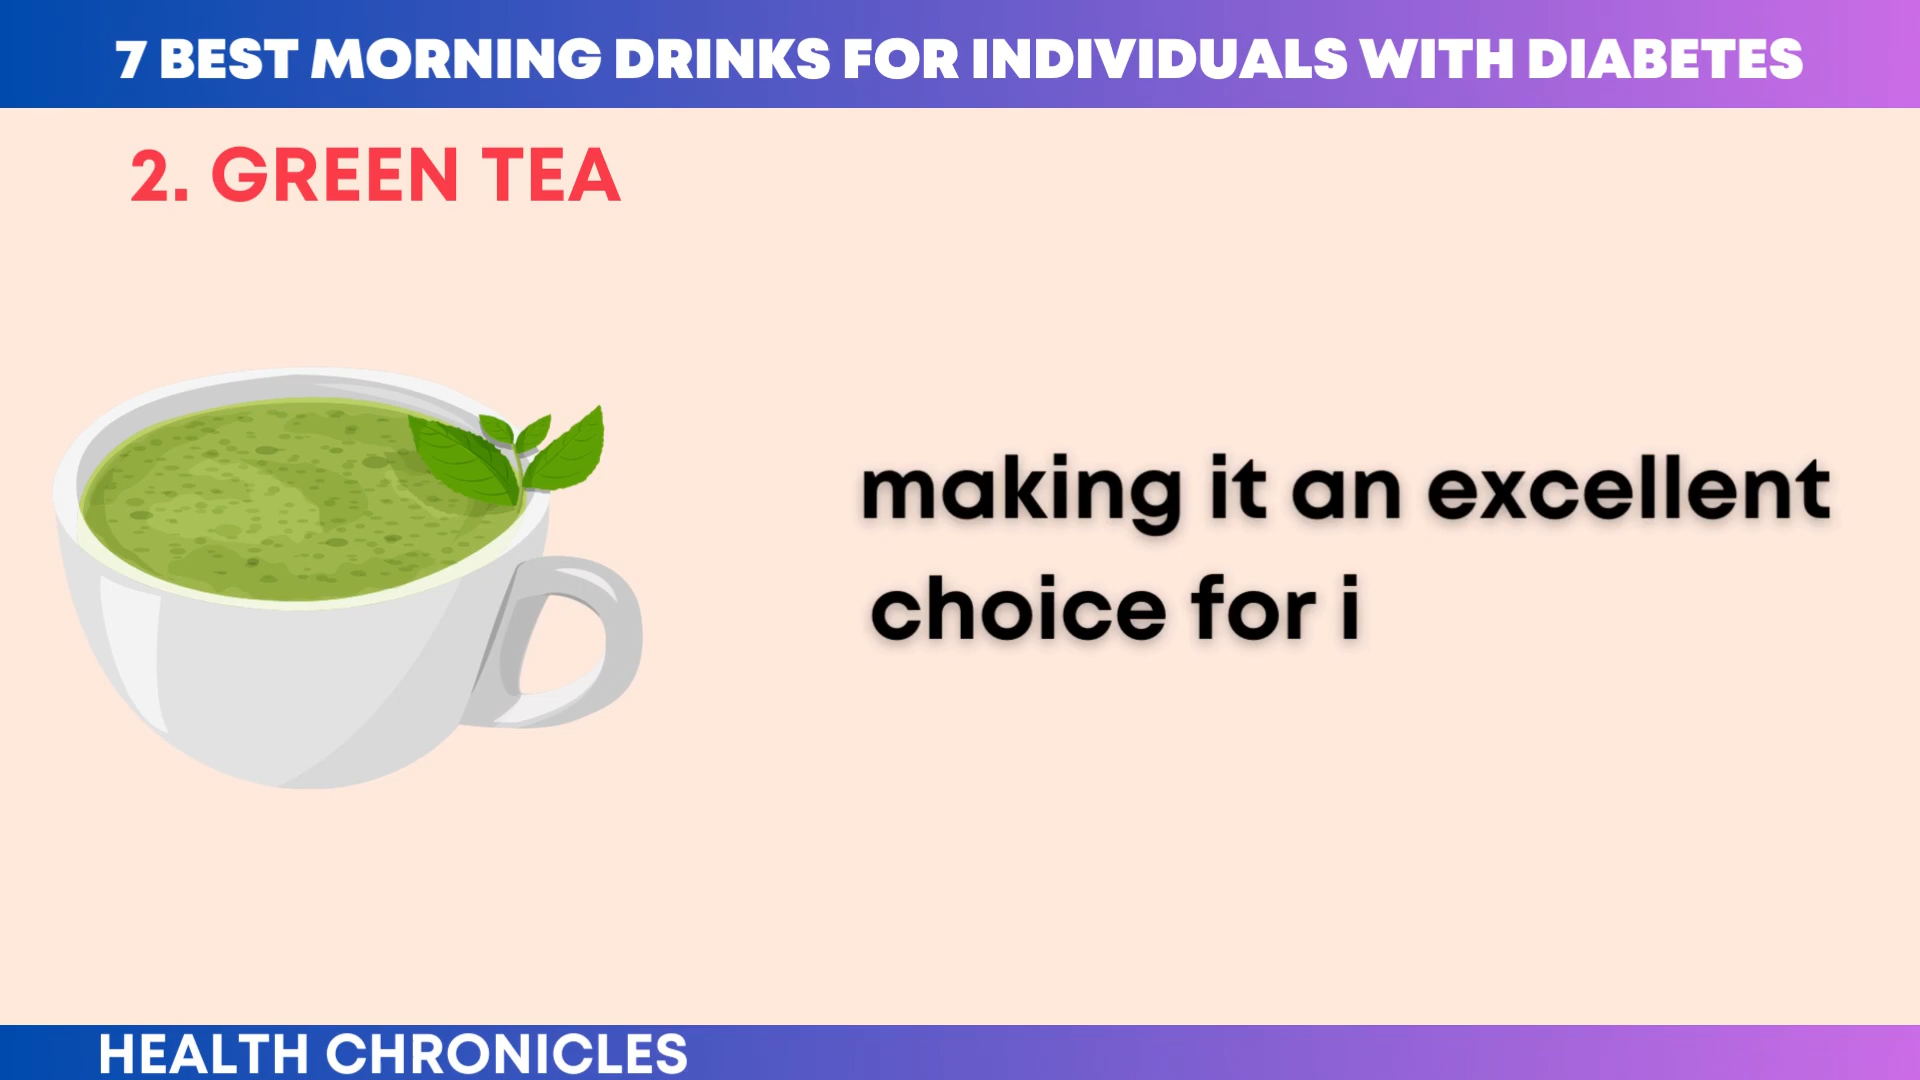 7 BEST MORNING DRINKS FOR INDIVIDUALS WITH DIABETES
2. GREEN TEA
making it an excellent
choice for i
HEALTH CHRONICLES